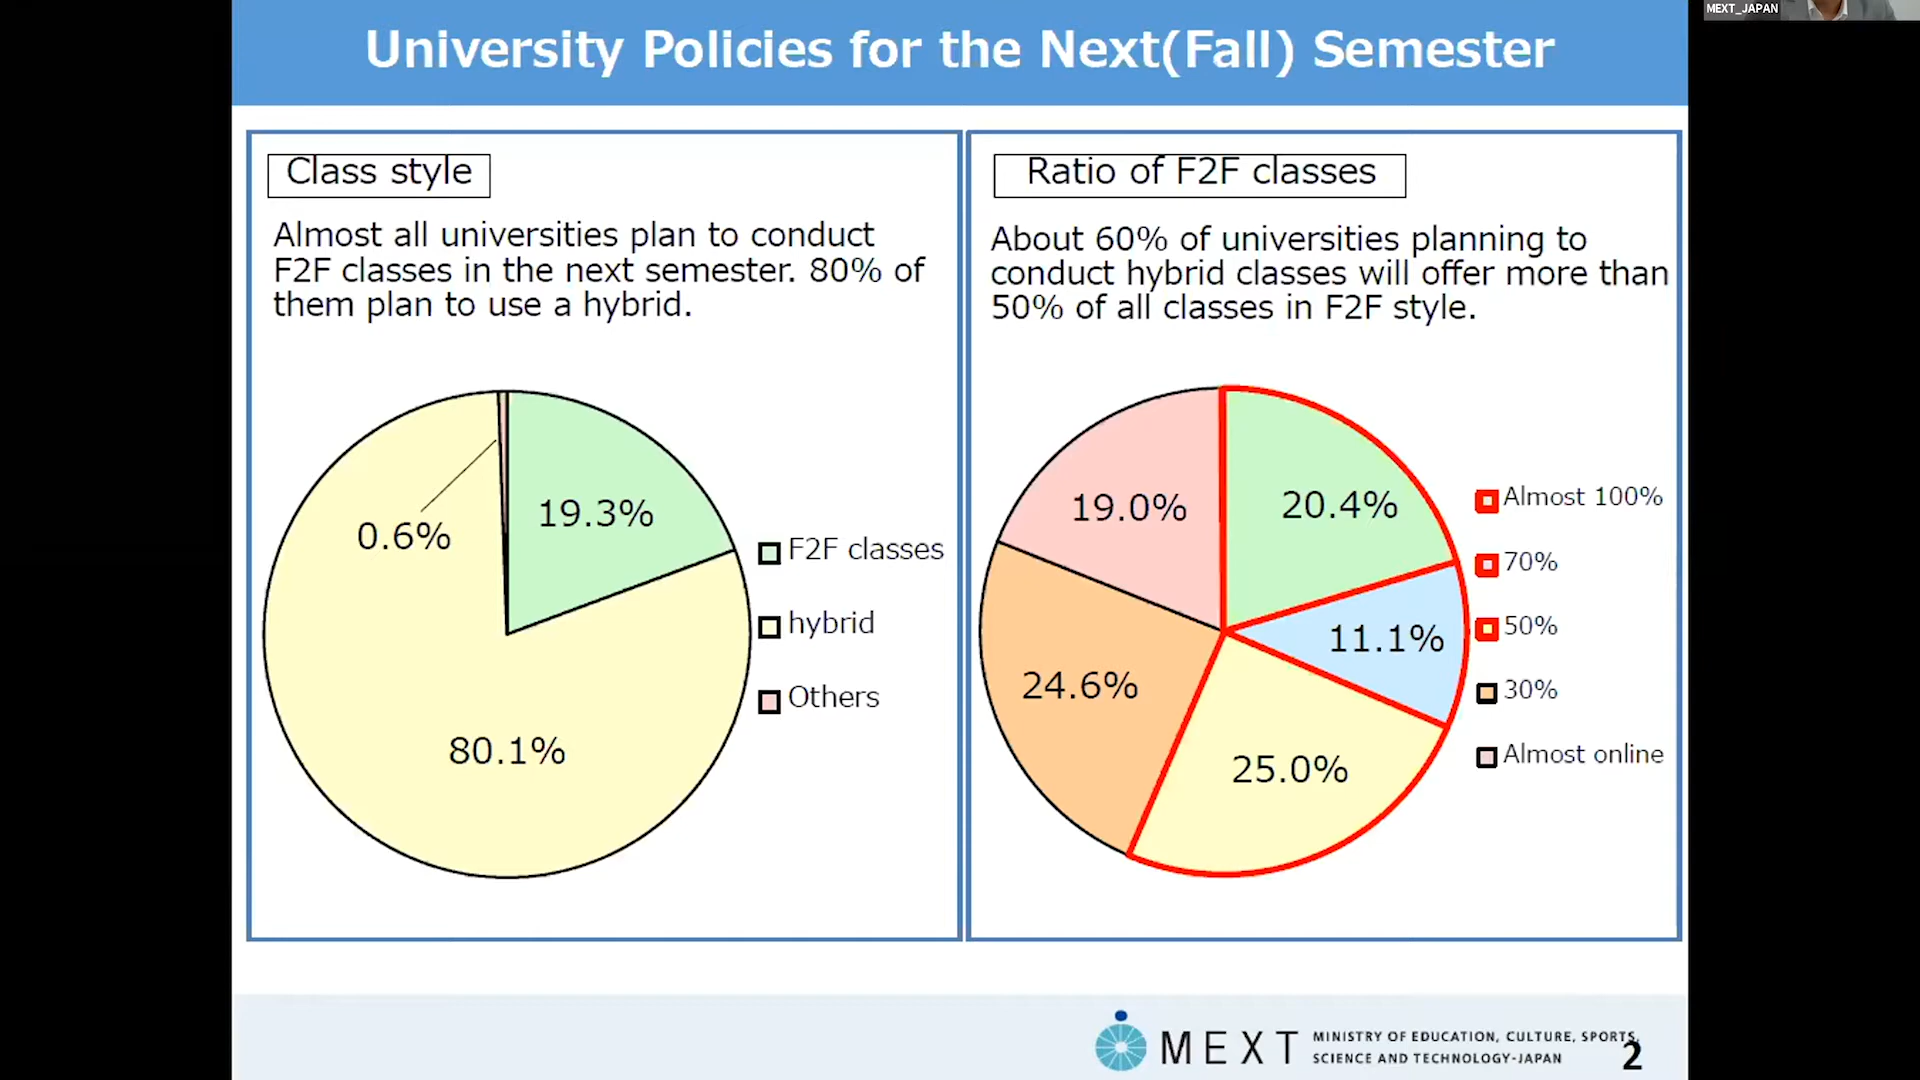 MEXT_JAPAN
University Policies for the Next(Fall) Semester
Class style
Almost all universities plan to conduct
F2F classes in the next semester. 80% of
them plan to use a hybrid.
0.6%
19.3%
80.1%
F2F classes
hybrid
Others
Ratio of F2F classes
About 60% of universities planning to
conduct hybrid classes will offer more than
50% of all classes in F2F style.
19.0%
20.4%
11.1%
24.6%
25.0%
Almost 100%
70%
50%
30%
Almost online
MEXT
MINISTRY OF EDUCATION, CULTURE, SPORTS,
SCIENCE AND TECHNOLOGY-JAPAN
2